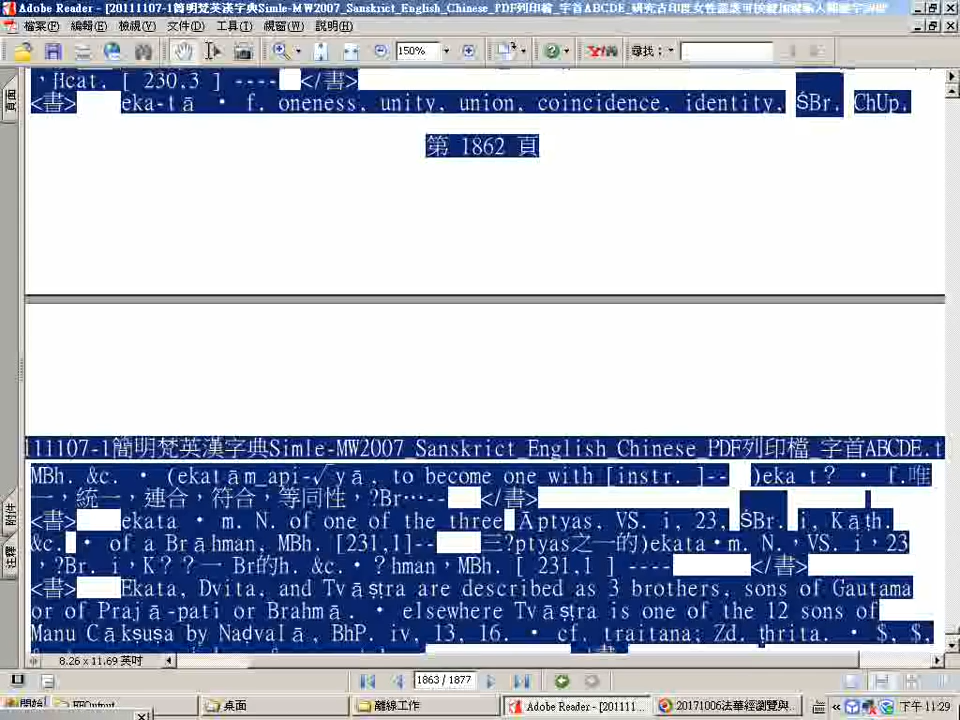 Adobe Reader - [20111107-1簡明梵英漢字典Simle-MW2007_Sanskrict_English_Chinese_PDF列印檔_字首ABCDE_研究古印度女性
檔案(F) 編輯(E) 檢視(V) 文件(D) 工具(T) 視窗(W) 說明(H)
150% 尋找:
, Hcat. [ 230,3 ] ---- </書>
<書> eka-tā • f. oneness, unity, union, coincidence, identity, ŚBr. ChUp.
第 1862 頁
111107-1簡明梵英漢字典Simle-MW2007_Sanskrict_English_Chinese_PDF列印檔_字首ABCDE.t
MBh. &c. • (ekatām_api-√yā, to become one with [instr.]-- )eka t? • f.唯
一，統一，連合，符合，等同性，?Br…-- </書>
<書> ekata • m. N. of one of the three Āptyas, VS. i, 23, ŚBr. i, Kāṭh.
&c. • of a Brāhman, MBh. [231,1]-- 三?ptyas之一的)ekata•m. N.，VS. i，23
，?Br. i，K??一 Br的h. &c.•?hman，MBh. [ 231,1 ] ---- </書>
<書> Ekata, Dvita, and Tvāṣṭra are described as 3 brothers, sons of Gautama
or of Prajā-pati or Brahmā. • elsewhere Tvāṣṭra is one of the 12 sons of
Manu Cākṣuṣa by Naḍvalā, BhP. iv, 13, 16. • cf. traitana; Zd. thrita. • $, $,
頁面
附件
注釋
8.26 x 11.69 英吋
1863 / 1877
開始 桌面 離線工作 Adobe Reader - [201111... 20171006法華經瀏覽與... 下午 11:29